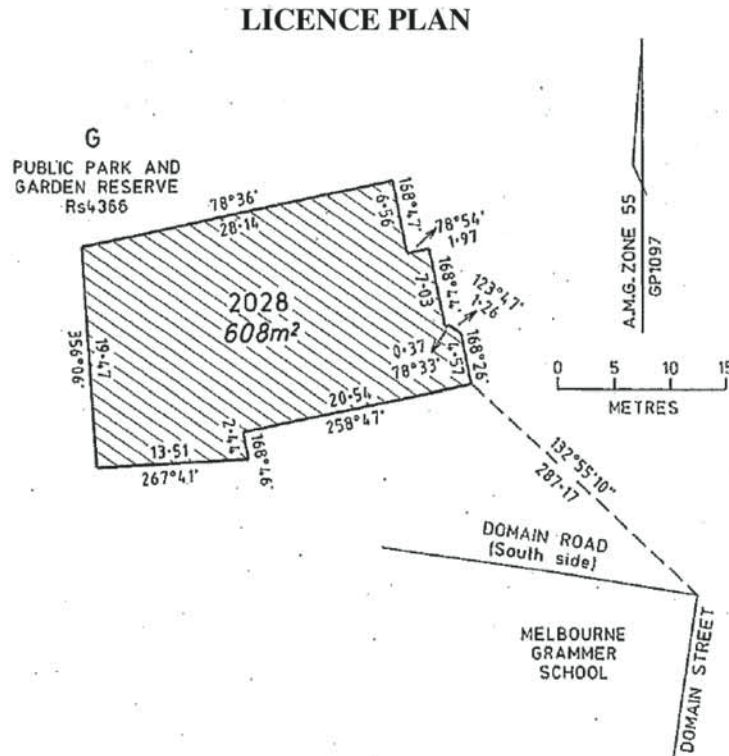 LICENCE PLAN
G
PUBLIC PARK AND
GARDEN RESERVE
Rs4366
78°36'
28·14
168°47'
6·56
78°54'
1·97
168°44'
7·03
123°47'
1·26
0·37
78°33'
168°26'
4·57
2028
608m²
356°06'
19·47
20·54
258°47'
2·44
168°46'
13·51
267°41'
A.M.G. ZONE 55
GP1097
0 5 10 15
METRES
132°55'10"
287·17
DOMAIN ROAD
(South side)
MELBOURNE
GRAMMER
SCHOOL
DOMAIN STREET